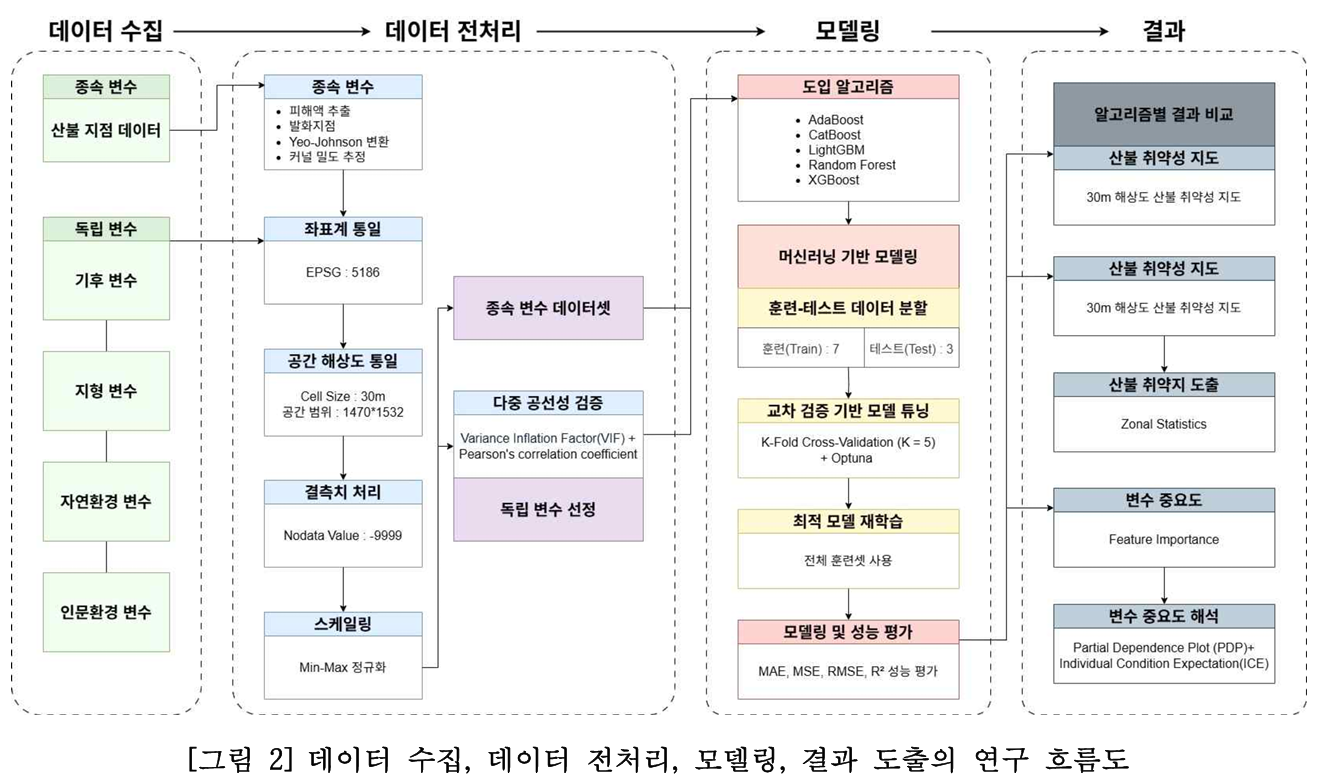 데이터 수집
데이터 전처리
모델링
결과
종속 변수
산불 지점 데이터
독립 변수
기후 변수
지형 변수
자연환경 변수
인문환경 변수
종속 변수
• 피해액 추출
• 발화지점
• Yeo-Johnson 변환
• 커널 밀도 추정
좌표계 통일
EPSG : 5186
공간 해상도 통일
Cell Size : 30m
공간 범위 : 1470*1532
결측치 처리
Nodata Value : -9999
스케일링
Min-Max 정규화
종속 변수 데이터셋
다중 공선성 검증
Variance Inflation Factor(VIF) +
Pearson's correlation coefficient
독립 변수 선정
도입 알고리즘
• AdaBoost
• CatBoost
• LightGBM
• Random Forest
• XGBoost
머신러닝 기반 모델링
훈련-테스트 데이터 분할
훈련(Train) : 7
테스트(Test) : 3
교차 검증 기반 모델 튜닝
K-Fold Cross-Validation (K = 5)
+ Optuna
최적 모델 재학습
전체 훈련셋 사용
모델링 및 성능 평가
MAE, MSE, RMSE, R² 성능 평가
알고리즘별 결과 비교
산불 취약성 지도
30m 해상도 산불 취약성 지도
산불 취약성 지도
30m 해상도 산불 취약성 지도
산불 취약지 도출
Zonal Statistics
변수 중요도
Feature Importance
변수 중요도 해석
Partial Dependence Plot (PDP)+
Individual Condition Expectation(ICE)
[그림 2] 데이터 수집, 데이터 전처리, 모델링, 결과 도출의 연구 흐름도